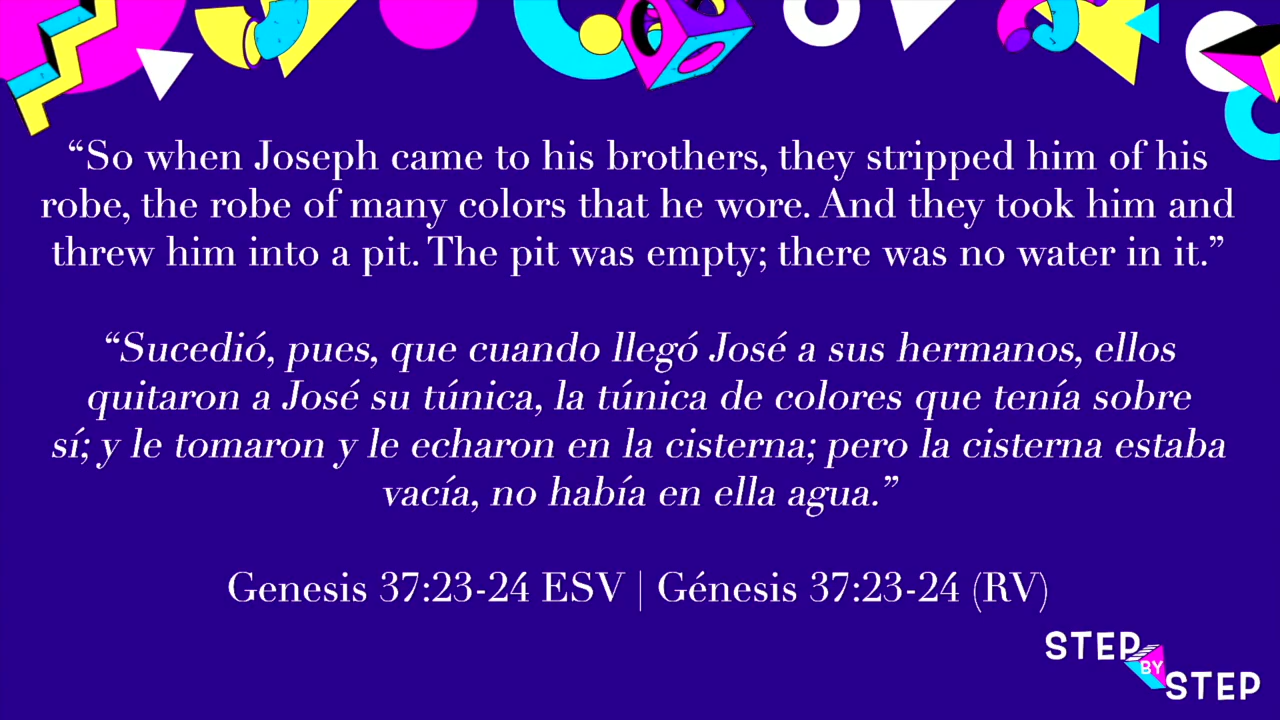 “So when Joseph came to his brothers, they stripped him of his
robe, the robe of many colors that he wore. And they took him and
threw him into a pit. The pit was empty; there was no water in it.”
“Sucedió, pues, que cuando llegó José a sus hermanos, ellos
quitaron a José su túnica, la túnica de colores que tenía sobre
sí; y le tomaron y le echaron en la cisterna; pero la cisterna estaba
vacía, no había en ella agua.”
Genesis 37:23-24 ESV | Génesis 37:23-24 (RV)
STEP
BY
STEP